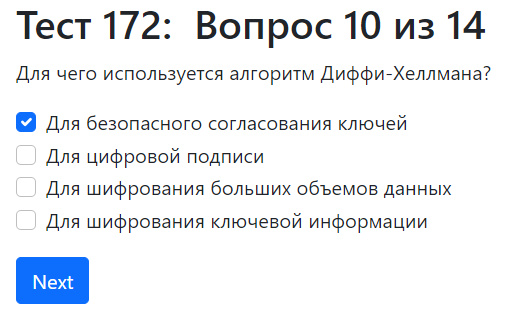 Тест 172: Вопрос 10 из 14
Для чего используется алгоритм Диффи-Хеллмана?
Для безопасного согласования ключей
Для цифровой подписи
Для шифрования больших объемов данных
Для шифрования ключевой информации
Next